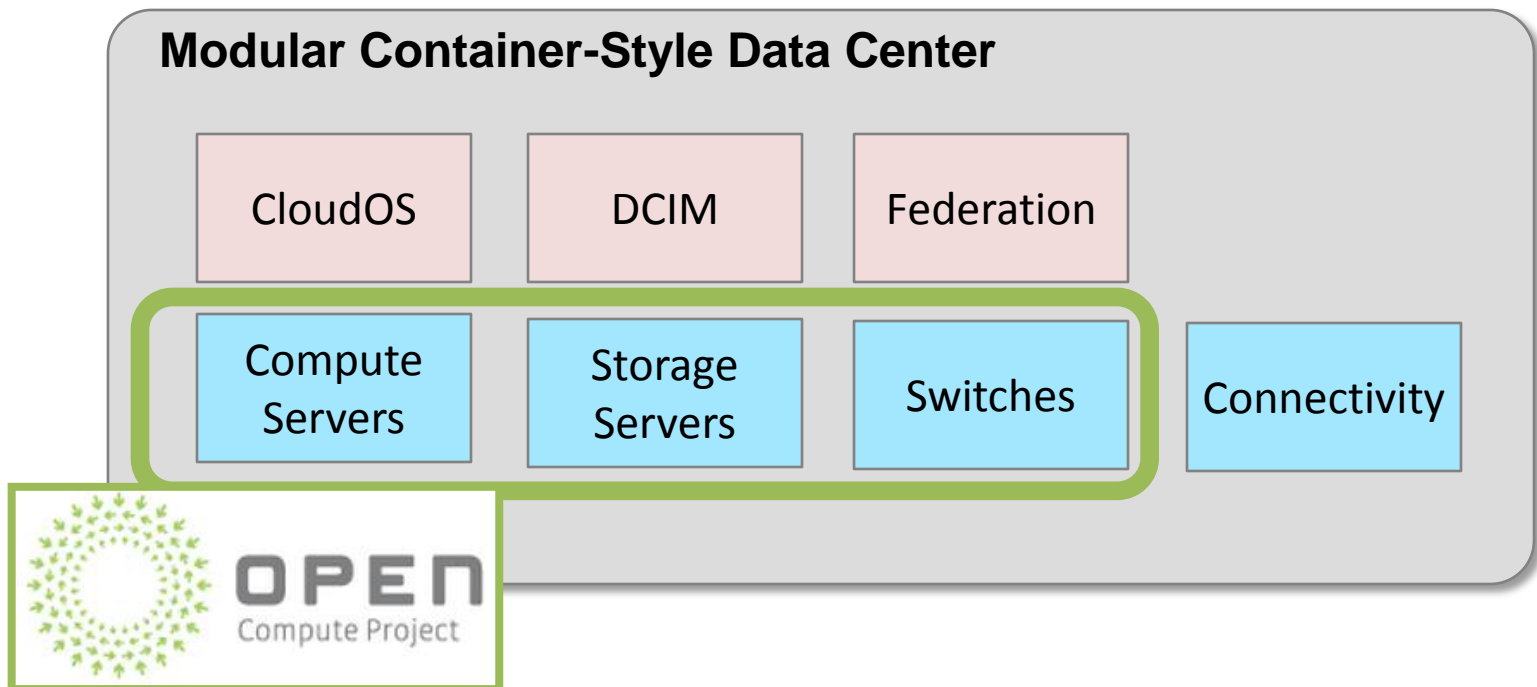 Modular Container-Style Data Center
CloudOS
DCIM
Federation
Compute
Servers
Storage
Servers
Switches
Connectivity
OPEN
Compute Project